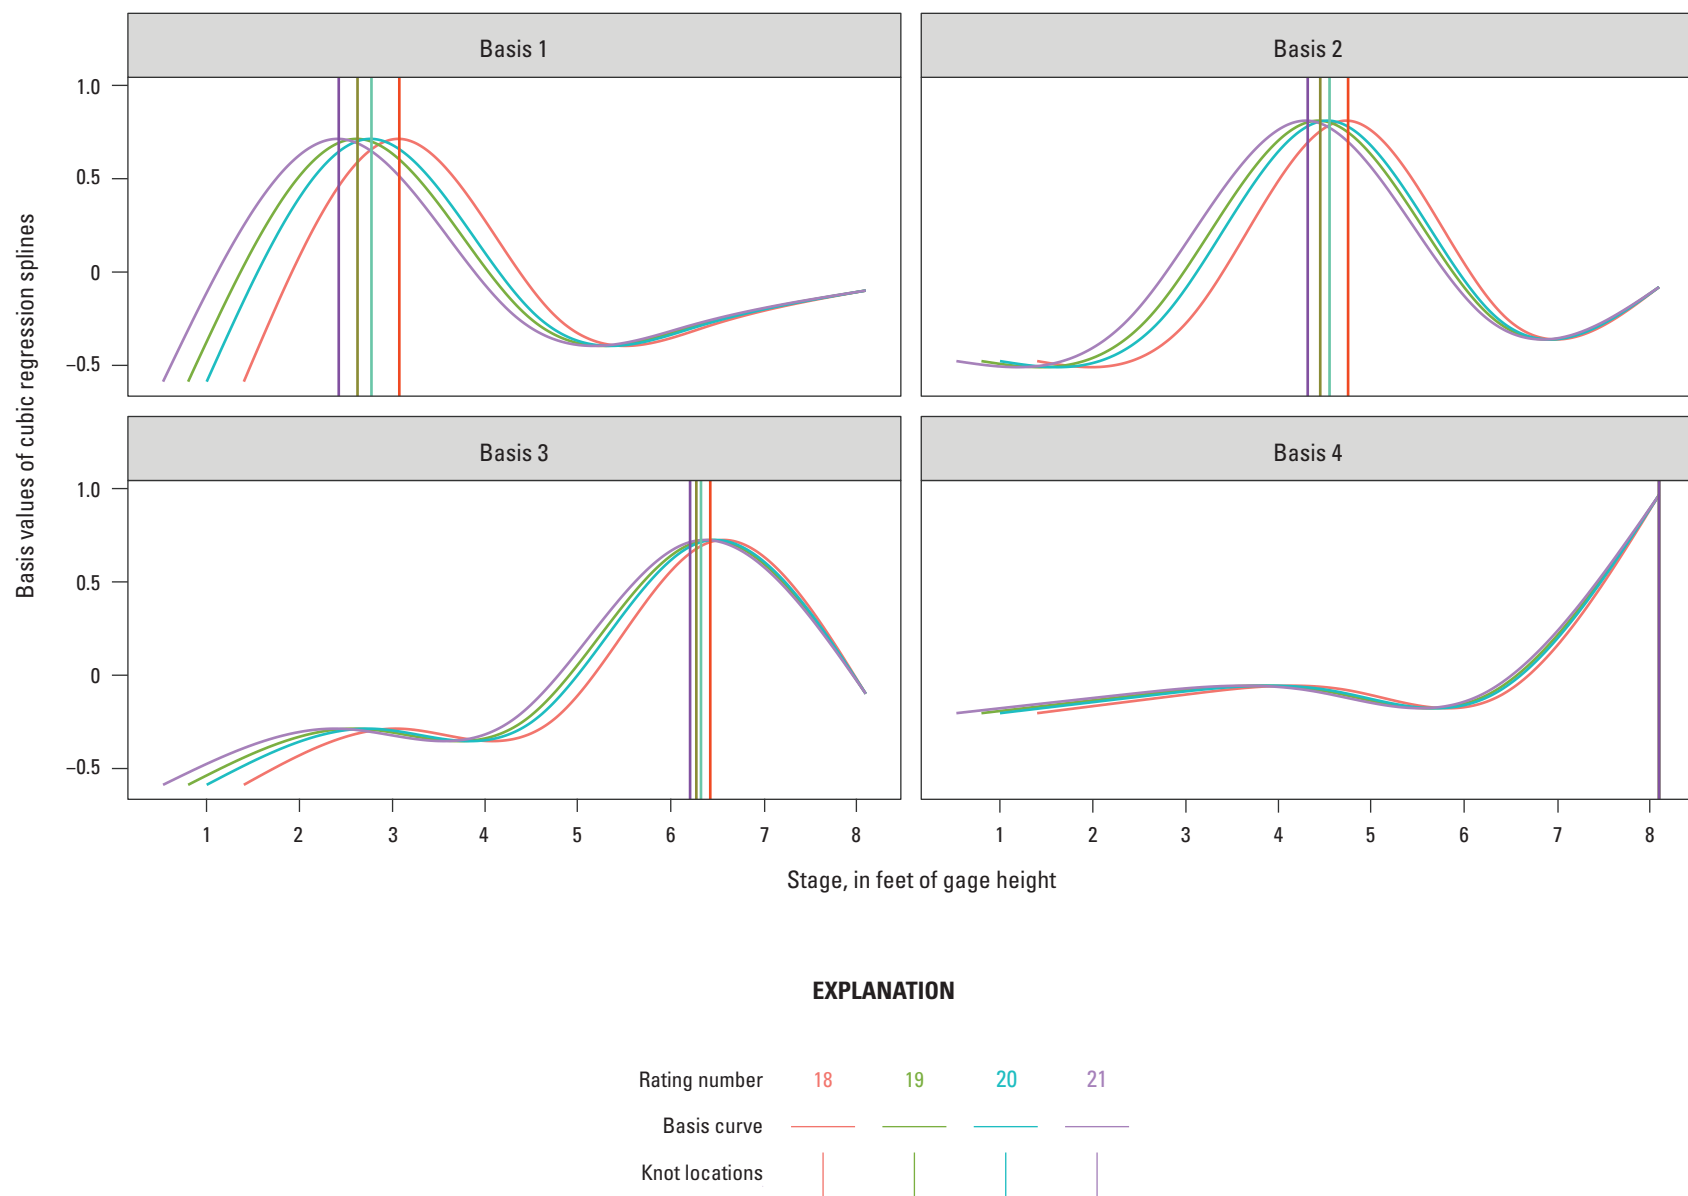 Basis 1
Basis 2
Basis values of cubic regression splines
1.0
0.5
0
–0.5
Basis 3
Basis 4
1.0
0.5
0
–0.5
1 2 3 4 5 6 7 8
1 2 3 4 5 6 7 8
Stage, in feet of gage height
EXPLANATION
Rating number 18 19 20 21
Basis curve
Knot locations